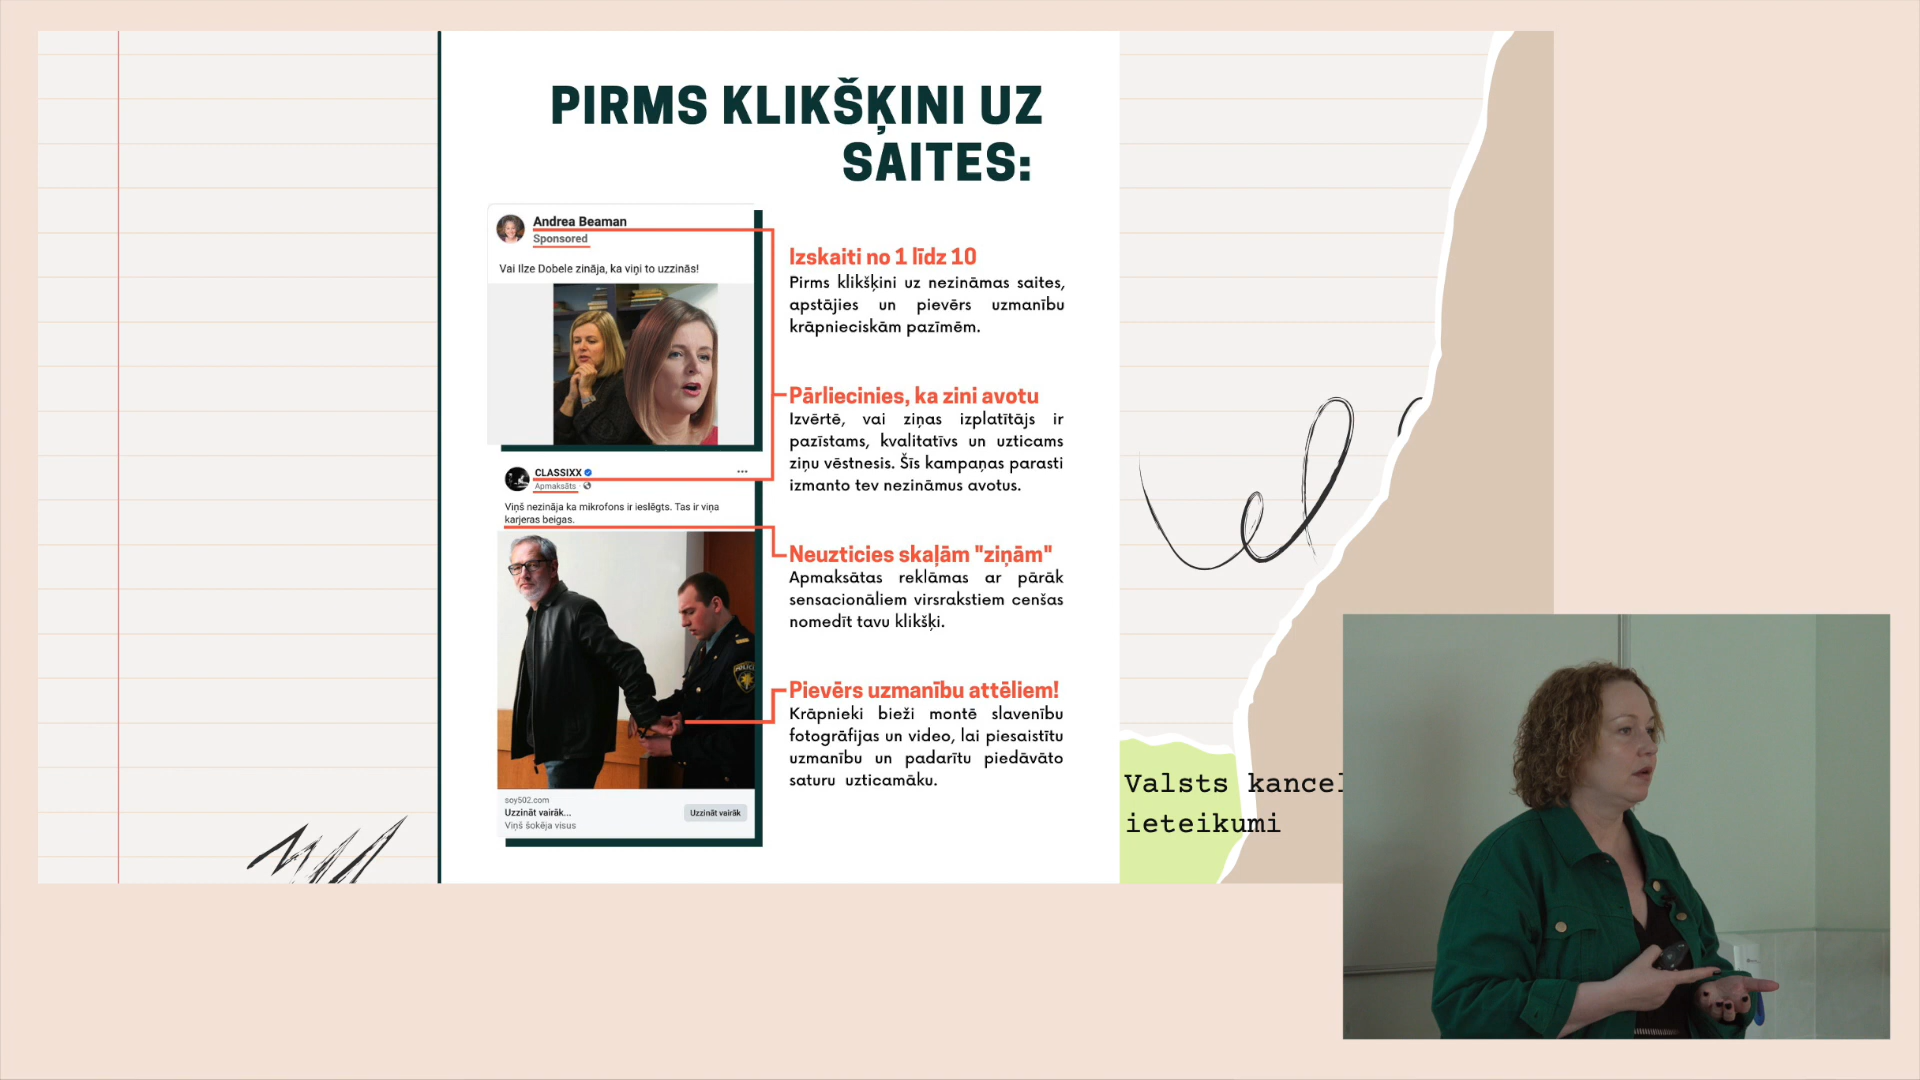 PIRMS KLIKŠĶINI UZ
SAITES:
Andrea Beaman
Sponsored
Vai Ilze Dobele zināja, ka viņi to uzzinās!
CLASSIXX
Apmaksāts
Viņš nezināja ka mikrofons ir ieslēgts. Tas ir viņa
karjeras beigas.
POLICI
soy502.com
Uzzināt vairāk...
Viņš šokēja visus
Uzzināt vairāk
Izskaiti no 1 līdz 10
Pirms klikšķini uz nezināmas saites,
apstājies un pievērs uzmanību
krāpnieciskām pazīmēm.
Pārliecinies, ka zini avotu
Izvērtē, vai ziņas izplatītājs ir
pazīstams, kvalitatīvs un uzticams
ziņu vēstnesis. Šīs kampaņas parasti
izmanto tev nezināmus avotus.
Neuzticies skaļām "ziņām"
Apmaksātas reklāmas ar pārāk
sensacionāliem virsrakstiem cenšas
nomedīt tavu klikšķi.
Pievērs uzmanību attēliem!
Krāpnieki bieži montē slavenību
fotogrāfijas un video, lai piesaistītu
uzmanību un padarītu piedāvāto
saturu uzticamāku.
Valsts kancel
ieteikumi